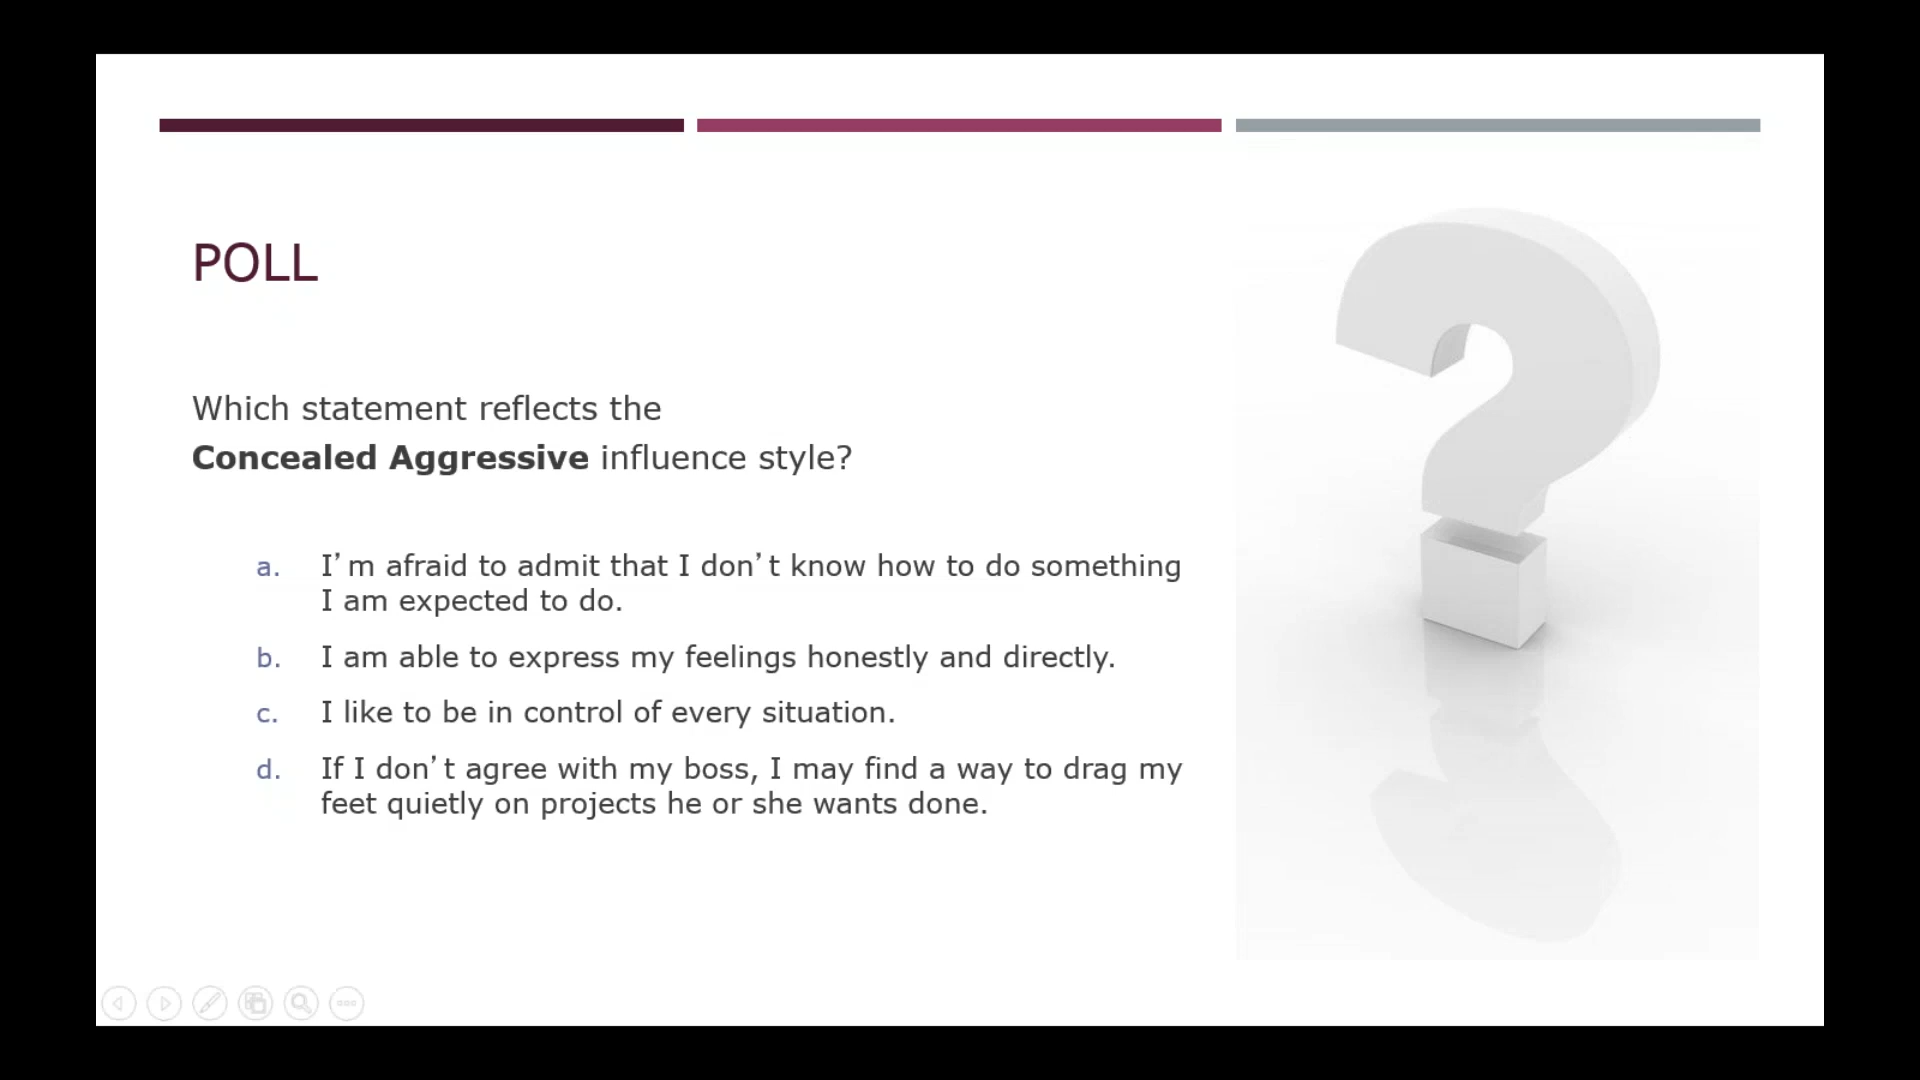 POLL
Which statement reflects the
Concealed Aggressive influence style?
a. I’m afraid to admit that I don’t know how to do something
I am expected to do.
b. I am able to express my feelings honestly and directly.
c. I like to be in control of every situation.
d. If I don’t agree with my boss, I may find a way to drag my
feet quietly on projects he or she wants done.